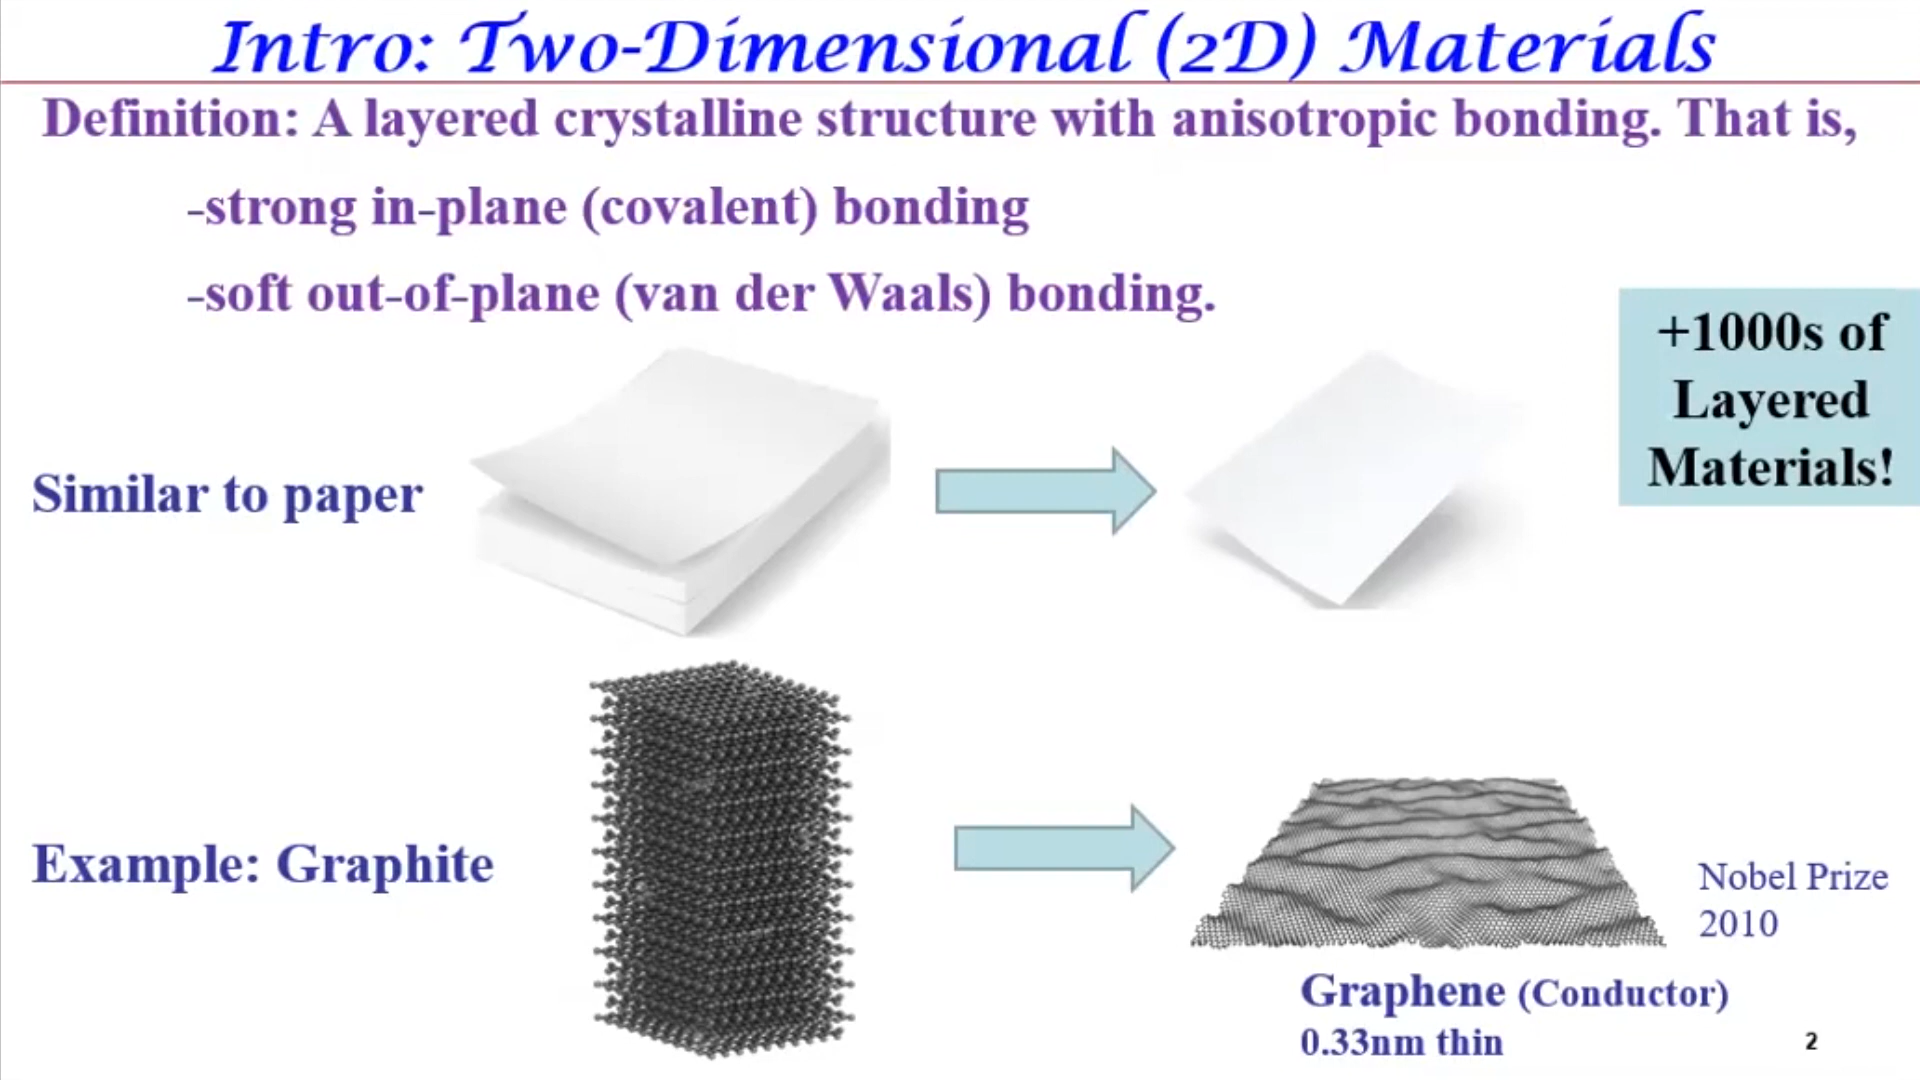 Intro: Two-Dimensional (2D) Materials
Definition: A layered crystalline structure with anisotropic bonding. That is,
-strong in-plane (covalent) bonding
-soft out-of-plane (van der Waals) bonding.
+1000s of
Layered
Materials!
Similar to paper
Example: Graphite
Nobel Prize
2010
Graphene (Conductor)
0.33nm thin
2